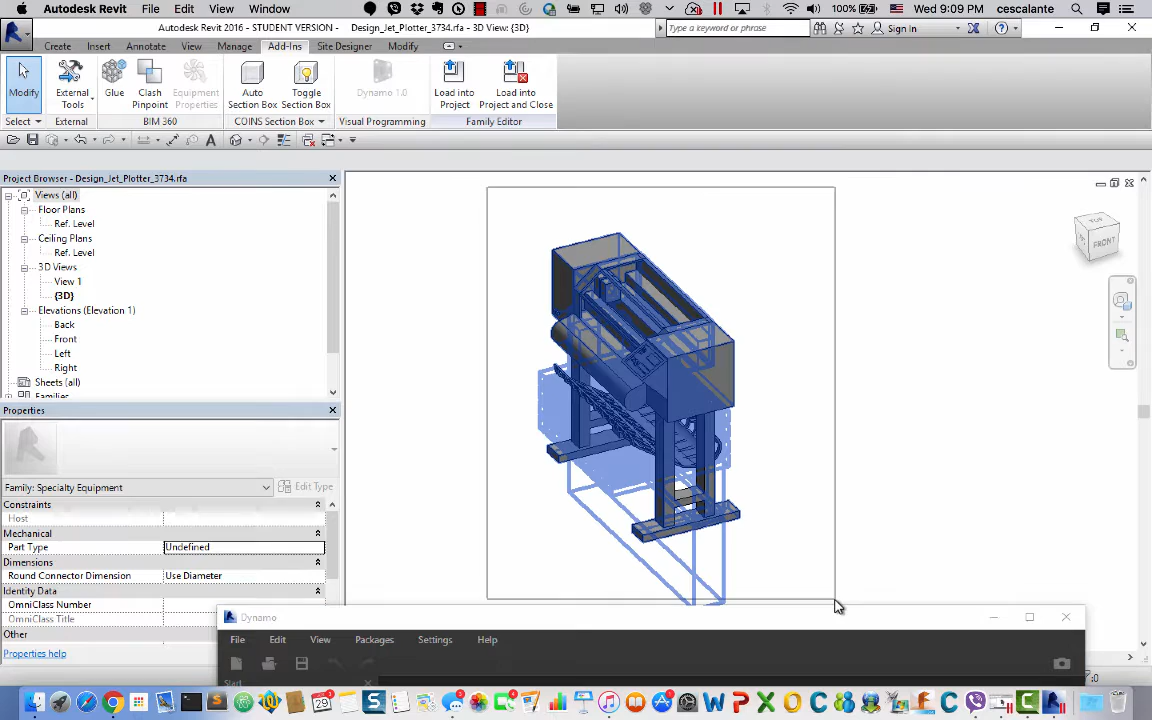 Autodesk Revit File Edit View Window 100% Wed 9:09 PM cescalante
Autodesk Revit 2016 - STUDENT VERSION - Design_Jet_Plotter_3734.rfa - 3D View: {3D}
Type a keyword or phrase
Sign In
Create Insert Annotate View Manage Add-Ins Site Designer Modify
Modify
External Tools
Glue
Clash Pinpoint
Equipment Properties
Auto Section Box
Toggle Section Box
Dynamo 1.0
Load into Project
Load into Project and Close
Select External BIM 360 COINS Section Box Visual Programming Family Editor
Project Browser - Design_Jet_Plotter_3734.rfa
Views (all)
Floor Plans
Ref. Level
Ceiling Plans
Ref. Level
3D Views
View 1
{3D}
Elevations (Elevation 1)
Back
Front
Left
Right
Sheets (all)
Families
TOP
FRONT
Properties
Family: Specialty Equipment
Edit Type
Constraints
Host
Mechanical
Part Type Undefined
Dimensions
Round Connector Dimension Use Diameter
Identity Data
OmniClass Number
OmniClass Title
Other
Properties help
Dynamo
File Edit View Packages Settings Help
Start
:0